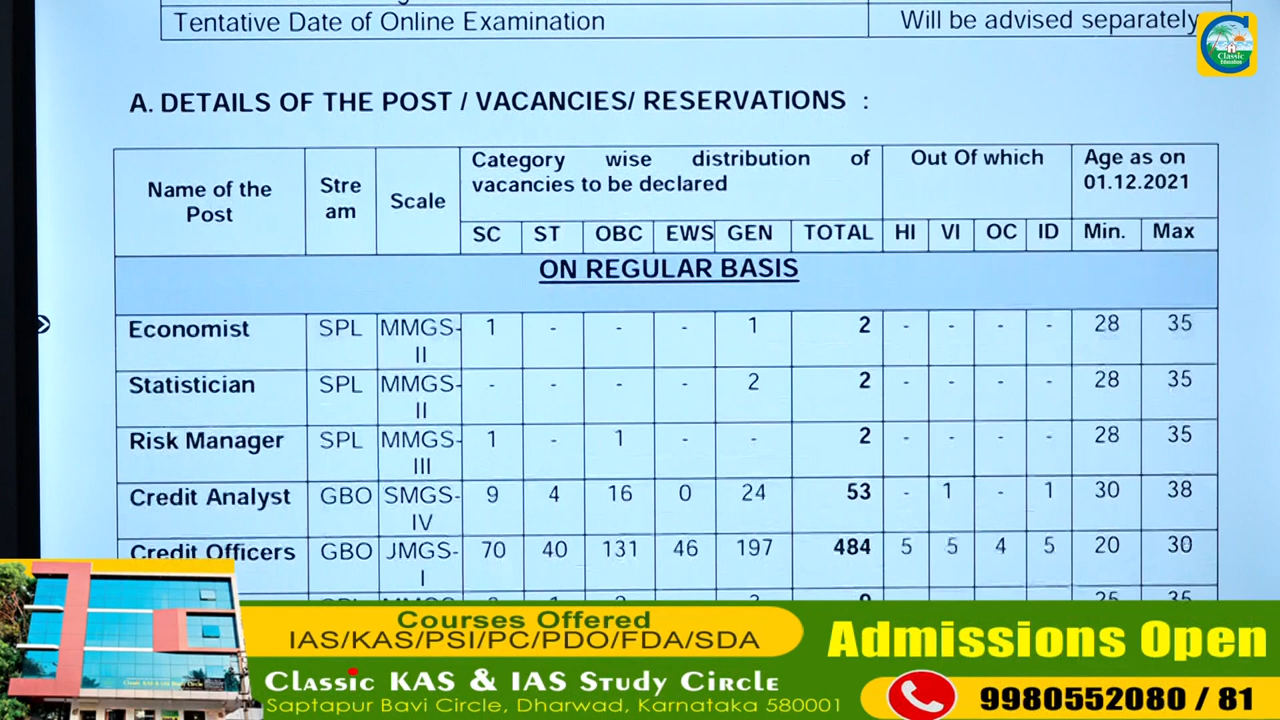 Tentative Date of Online Examination Will be advised separately
Classic
Education
A. DETAILS OF THE POST / VACANCIES/ RESERVATIONS :
Name of the Post Stre am Scale Category wise distribution of vacancies to be declared Out Of which Age as on 01.12.2021
SC ST OBC EWS GEN TOTAL HI VI OC ID Min. Max
ON REGULAR BASIS
Economist SPL MMGS-II 1 - - - 1 2 - - - - 28 35
Statistician SPL MMGS-II - - - - 2 2 - - - - 28 35
Risk Manager SPL MMGS-III 1 - 1 - - 2 - - - - 28 35
Credit Analyst GBO SMGS-IV 9 4 16 0 24 53 - 1 - 1 30 38
Credit Officers GBO JMGS-I 70 40 131 46 197 484 5 5 4 5 20 30
Courses Offered
IAS/KAS/PSI/PC/PDO/FDA/SDA
Classic KAS & IAS Study Circle
Saptapur Bavi Circle, Dharwad, Karnataka 580001
Admissions Open
9980552080 / 81